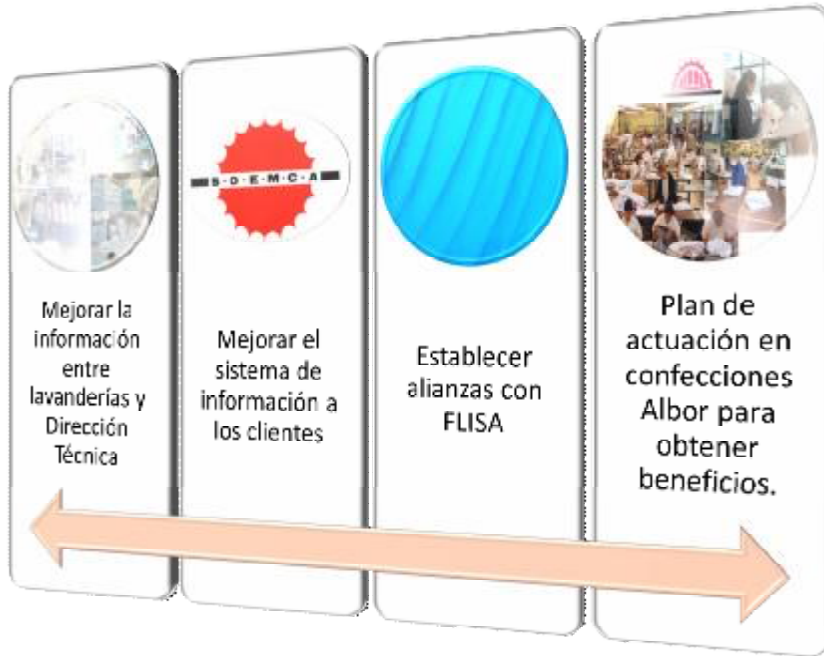 Mejorar la
información
entre
lavanderías y
Dirección
Técnica
S·D·E·M·C·A
Mejorar el
sistema de
información a
los clientes
Establecer
alianzas con
FLISA
Plan de
actuación en
confecciones
Albor para
obtener
beneficios.